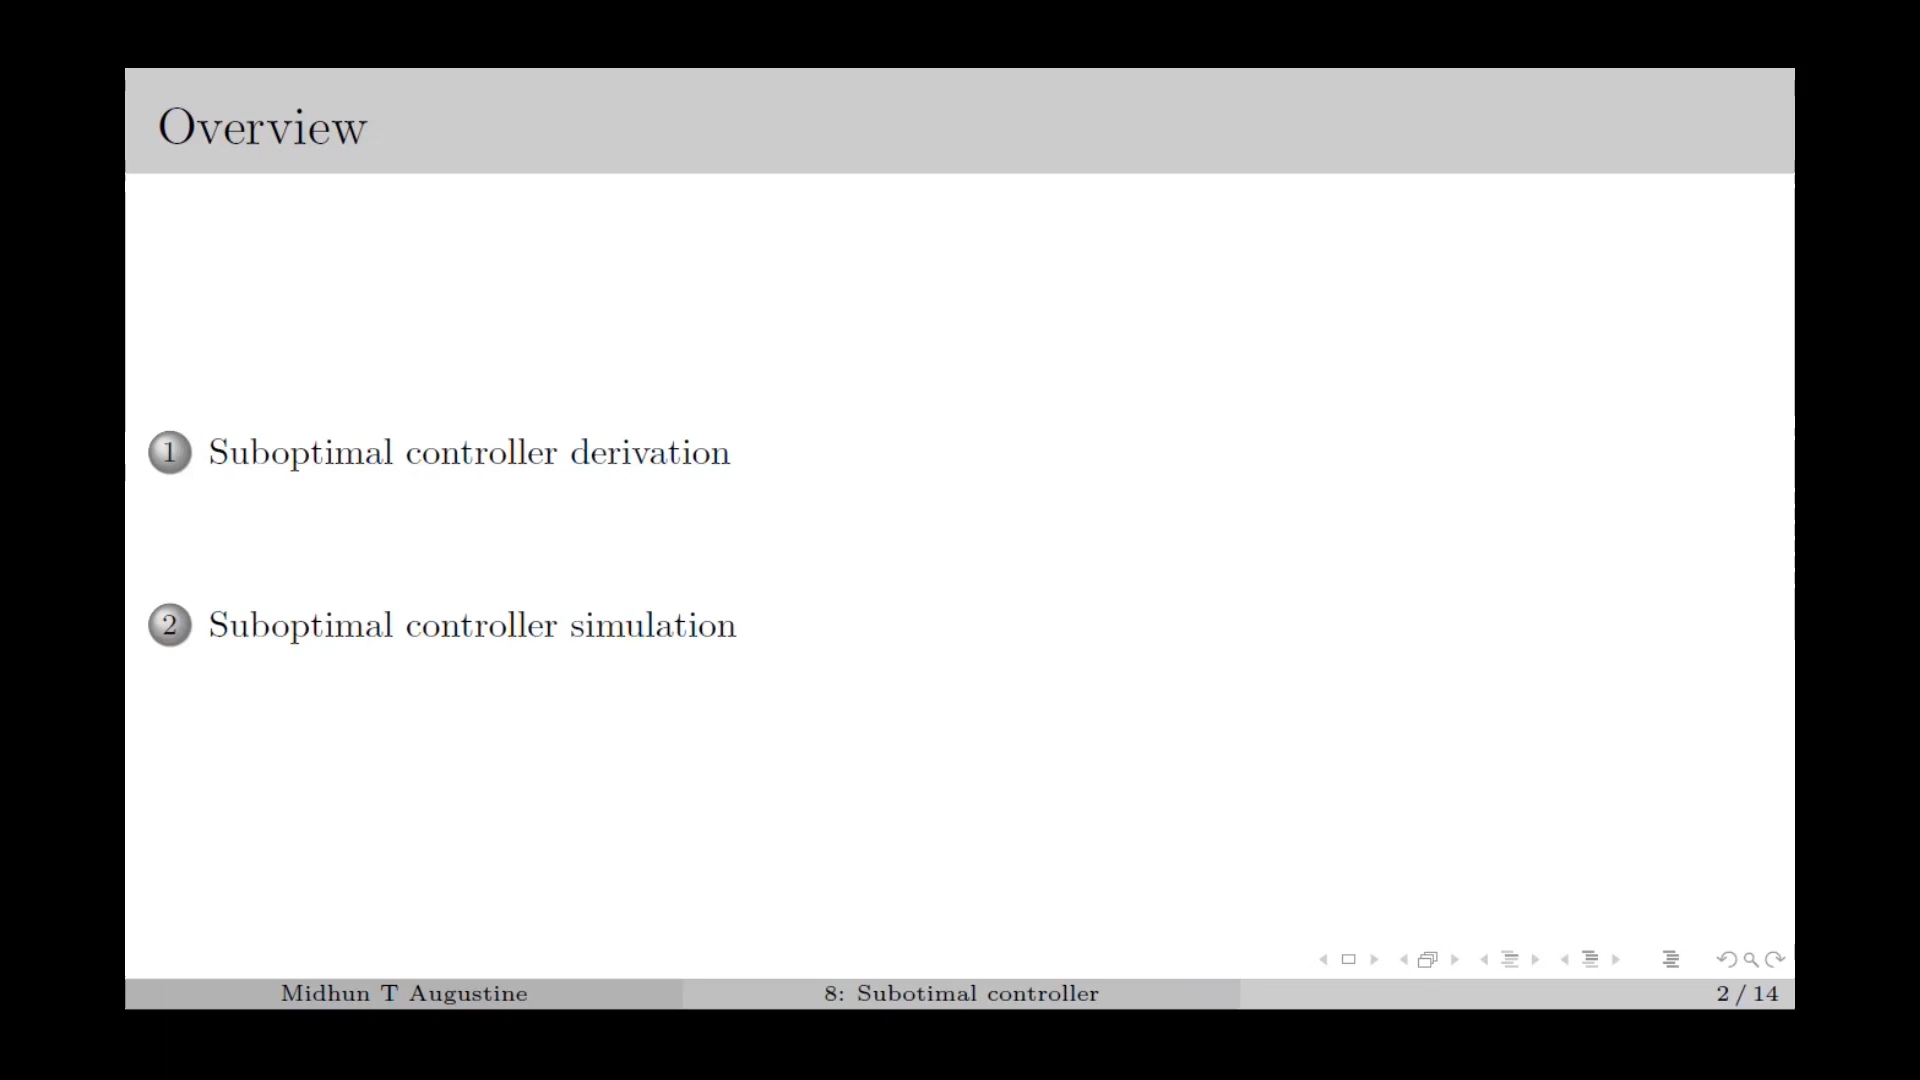 Overview
1 Suboptimal controller derivation
2 Suboptimal controller simulation
Midhun T Augustine 8: Subotimal controller 2 / 14